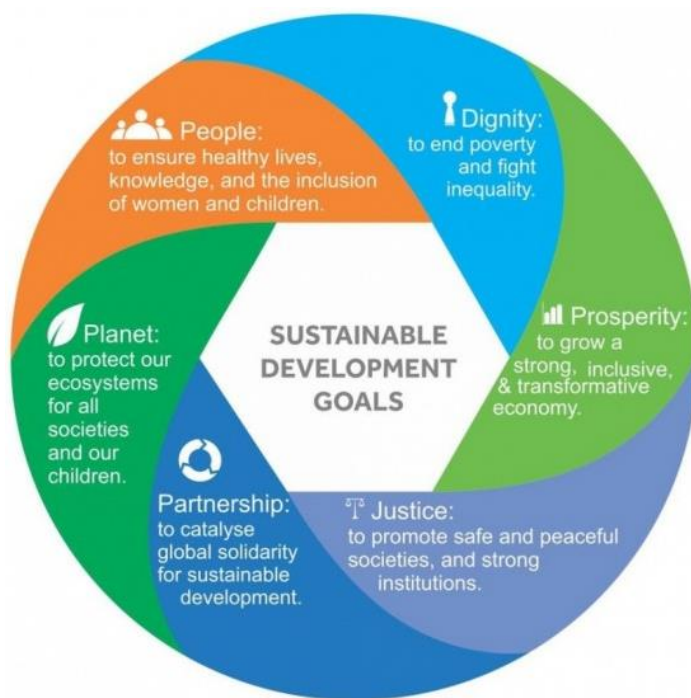 SUSTAINABLE
DEVELOPMENT
GOALS
Dignity:
to end poverty
and fight
inequality.
Prosperity:
to grow a
strong, inclusive,
& transformative
economy.
Justice:
to promote safe and peaceful
societies, and strong
institutions.
Partnership:
to catalyse
global solidarity
for sustainable
development.
Planet:
to protect our
ecosystems
for all
societies
and our
children.
People:
to ensure healthy lives,
knowledge, and the inclusion
of women and children.